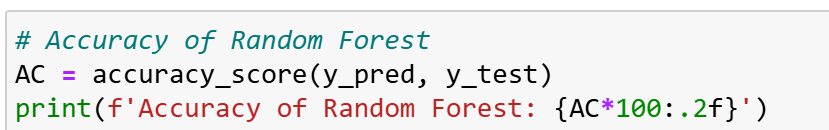 # Accuracy of Random Forest
AC = accuracy_score(y_pred, y_test)
print(f'Accuracy of Random Forest: {AC*100:.2f}')